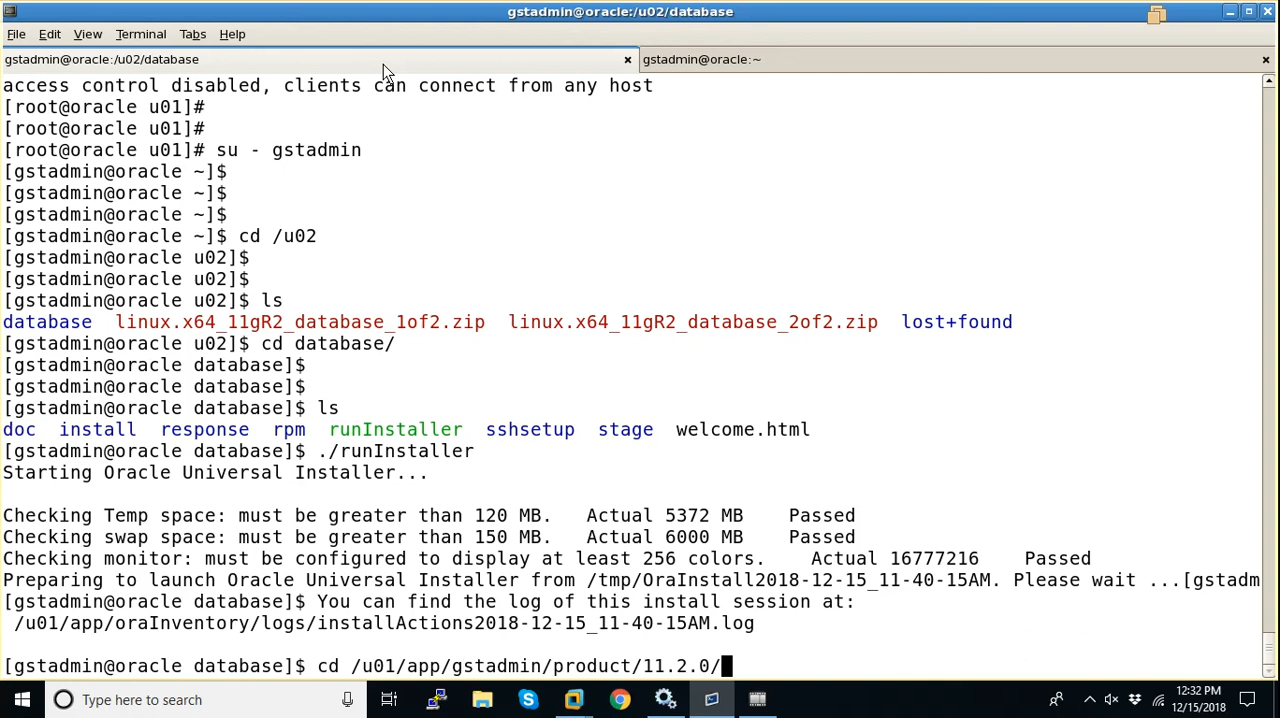 gstadmin@oracle:/u02/database
File Edit View Terminal Tabs Help
gstadmin@oracle:/u02/database × gstadmin@oracle:~ ×
access control disabled, clients can connect from any host
[root@oracle u01]#
[root@oracle u01]#
[root@oracle u01]# su - gstadmin
[gstadmin@oracle ~]$
[gstadmin@oracle ~]$
[gstadmin@oracle ~]$
[gstadmin@oracle ~]$ cd /u02
[gstadmin@oracle u02]$
[gstadmin@oracle u02]$
[gstadmin@oracle u02]$ ls
database  linux.x64_11gR2_database_1of2.zip  linux.x64_11gR2_database_2of2.zip  lost+found
[gstadmin@oracle u02]$ cd database/
[gstadmin@oracle database]$
[gstadmin@oracle database]$
[gstadmin@oracle database]$ ls
doc  install  response  rpm  runInstaller  sshsetup  stage  welcome.html
[gstadmin@oracle database]$ ./runInstaller
Starting Oracle Universal Installer...
Checking Temp space: must be greater than 120 MB.   Actual 5372 MB    Passed
Checking swap space: must be greater than 150 MB.   Actual 6000 MB    Passed
Checking monitor: must be configured to display at least 256 colors.    Actual 16777216    Passed
Preparing to launch Oracle Universal Installer from /tmp/OraInstall2018-12-15_11-40-15AM. Please wait ...[gstadm
[gstadmin@oracle database]$ You can find the log of this install session at:
 /u01/app/oraInventory/logs/installActions2018-12-15_11-40-15AM.log
[gstadmin@oracle database]$ cd /u01/app/gstadmin/product/11.2.0/
Type here to search
12:32 PM
12/15/2018